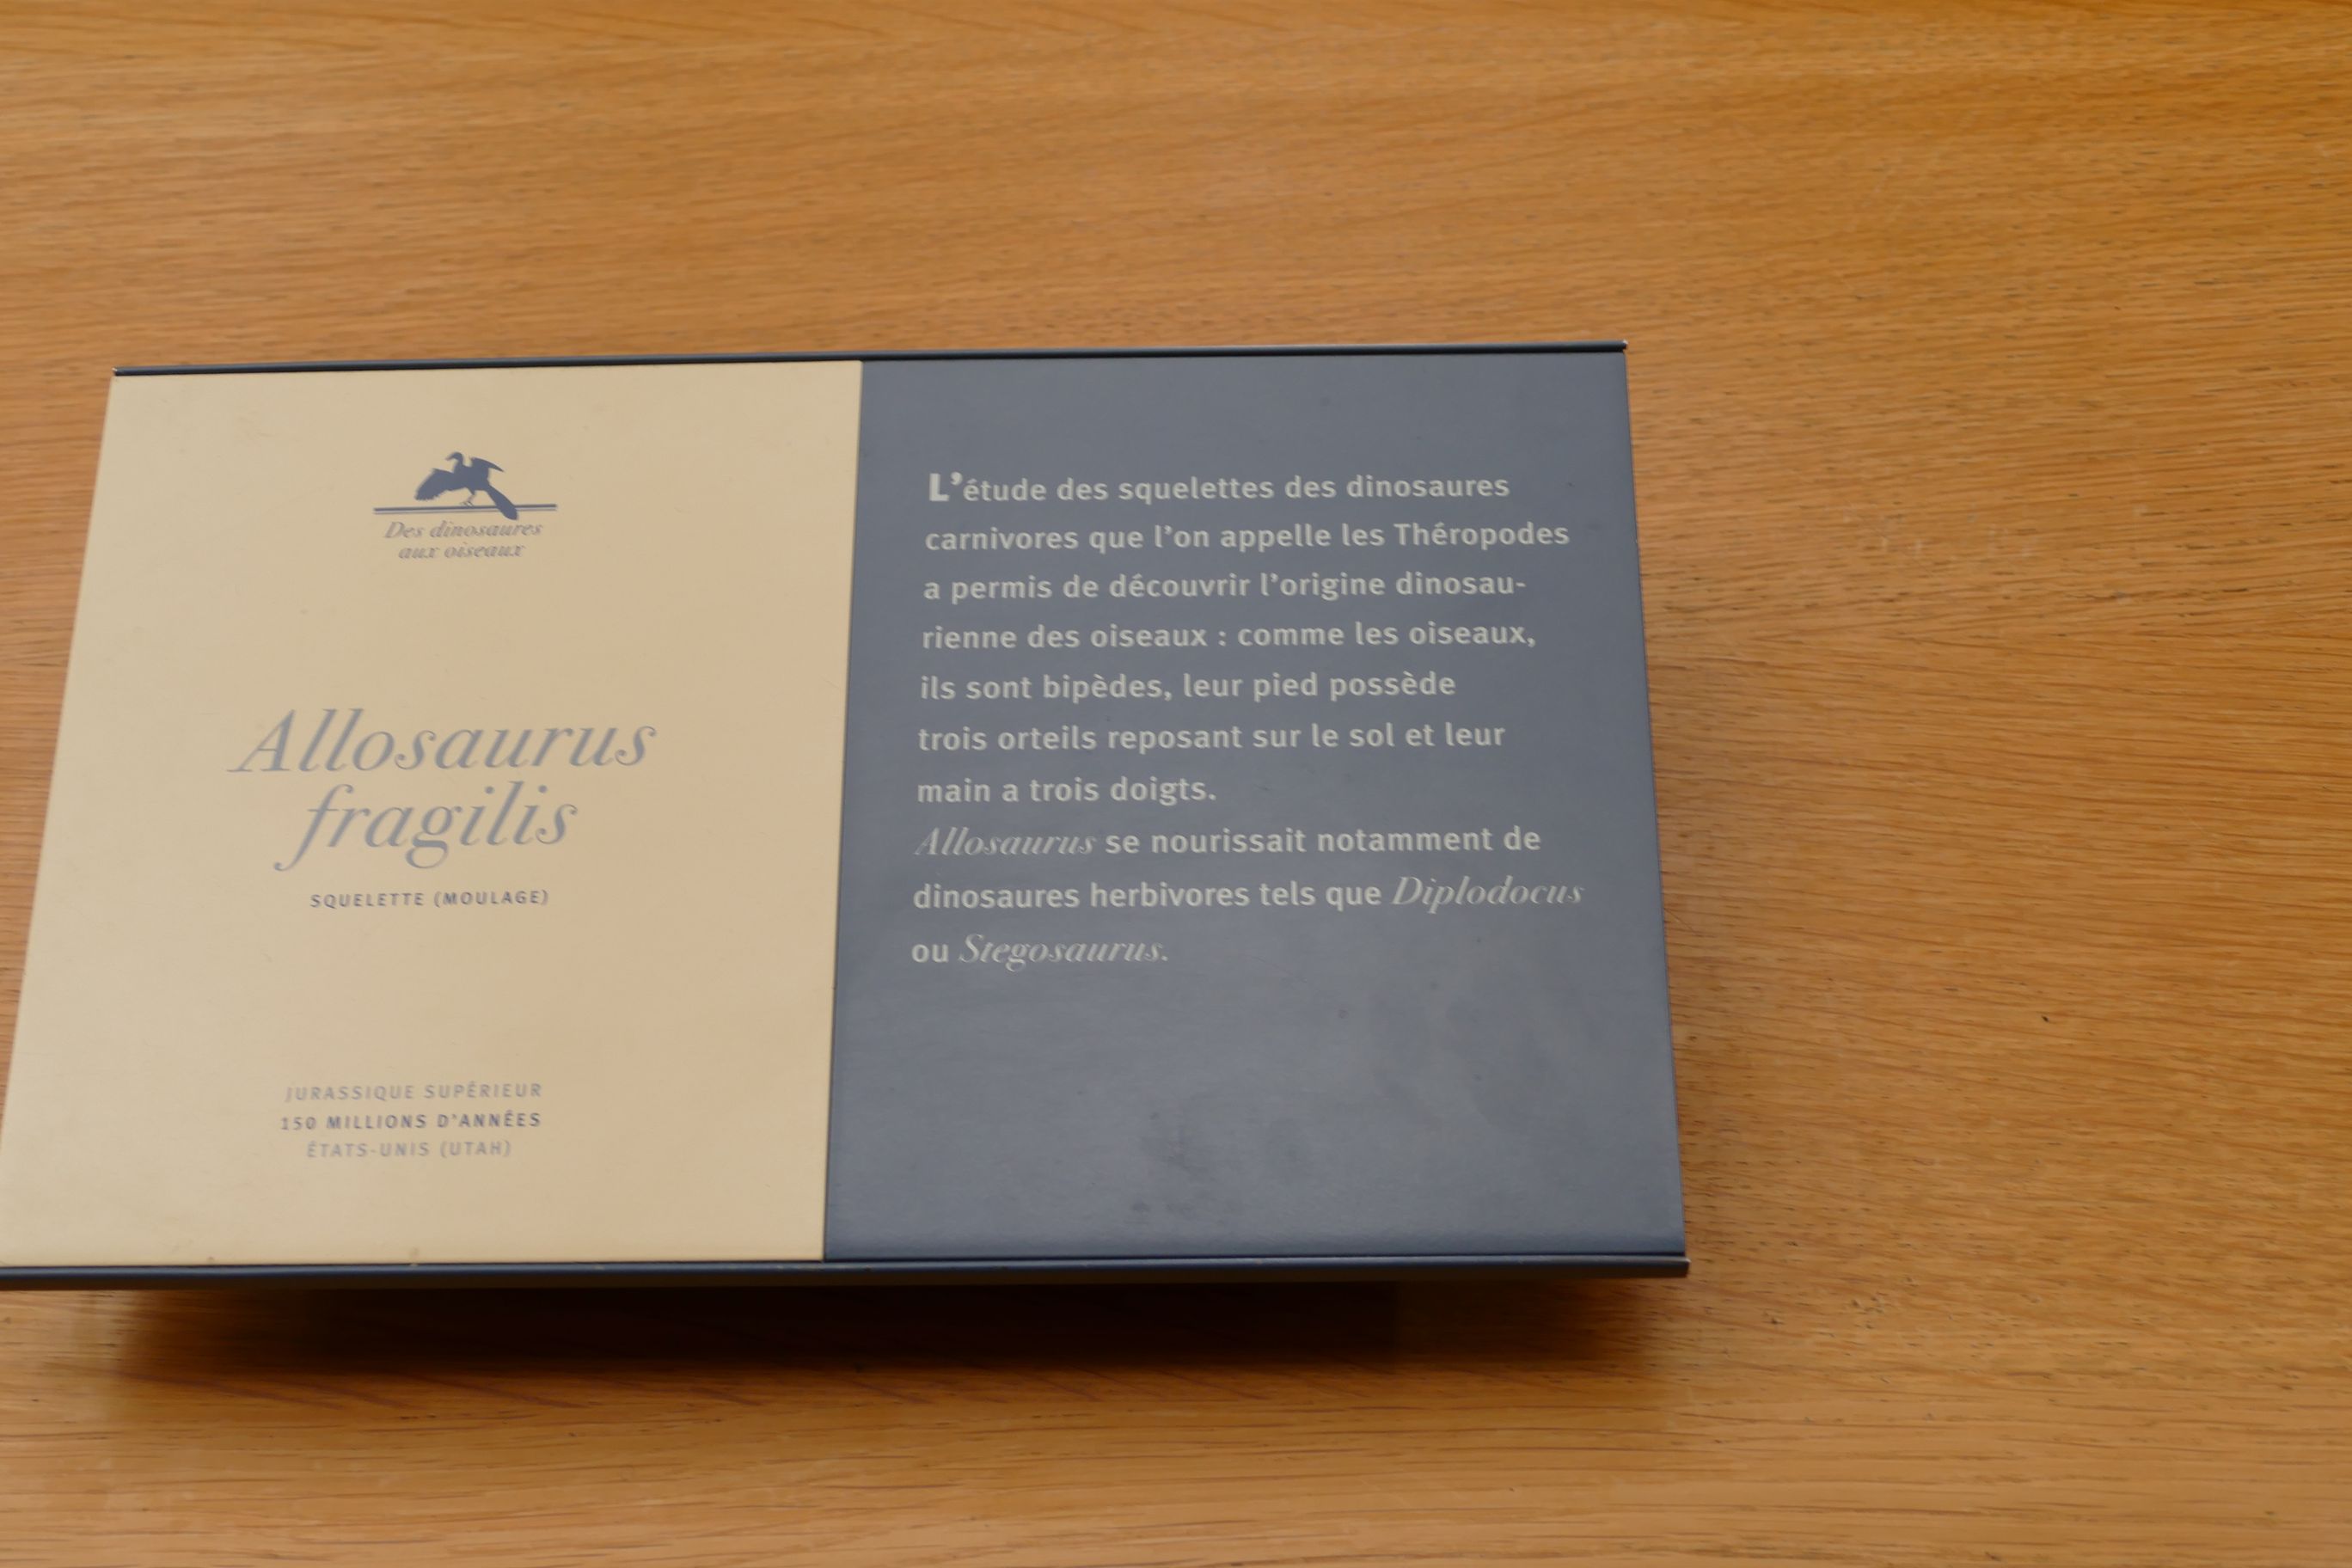 Des dinosaures
aux oiseaux
Allosaurus
fragilis
SQUELETTE (MOULAGE)
JURASSIQUE SUPÉRIEUR
150 MILLIONS D'ANNÉES
ÉTATS-UNIS (UTAH)
L'étude des squelettes des dinosaures
carnivores que l'on appelle les Théropodes
a permis de découvrir l'origine dinosau-
rienne des oiseaux : comme les oiseaux,
ils sont bipèdes, leur pied possède
trois orteils reposant sur le sol et leur
main a trois doigts.
Allosaurus se nourissait notamment de
dinosaures herbivores tels que Diplodocus
ou Stegosaurus.